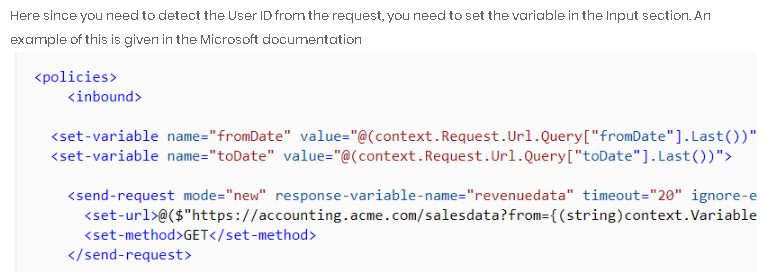 Here since you need to detect the User ID from the request, you need to set the variable in the Input section. An
example of this is given in the Microsoft documentation
<policies>
<inbound>
<set-variable name="fromDate" value="@(context.Request.Url.Query["fromDate"].Last())"
<set-variable name="toDate" value="@(context.Request.Url.Query["toDate"].Last())">
<send-request mode="new" response-variable-name="revenuedata" timeout="20" ignore-e
<set-url>@($"https://accounting.acme.com/salesdata?from={(string)context.Variable
<set-method>GET</set-method>
</send-request>